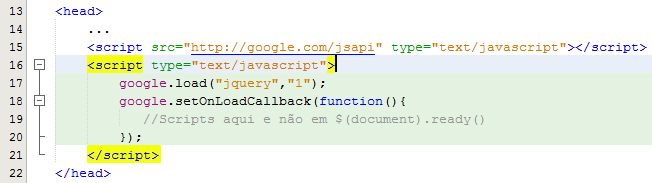 13 <head>
14 ...
15 <script src="http://google.com/jsapi" type="text/javascript"></script>
16 <script type="text/javascript">
17 google.load("jquery","1");
18 google.setOnLoadCallback(function(){
19 //Scripts aqui e não em $(document).ready()
20 });
21 </script>
22 </head>